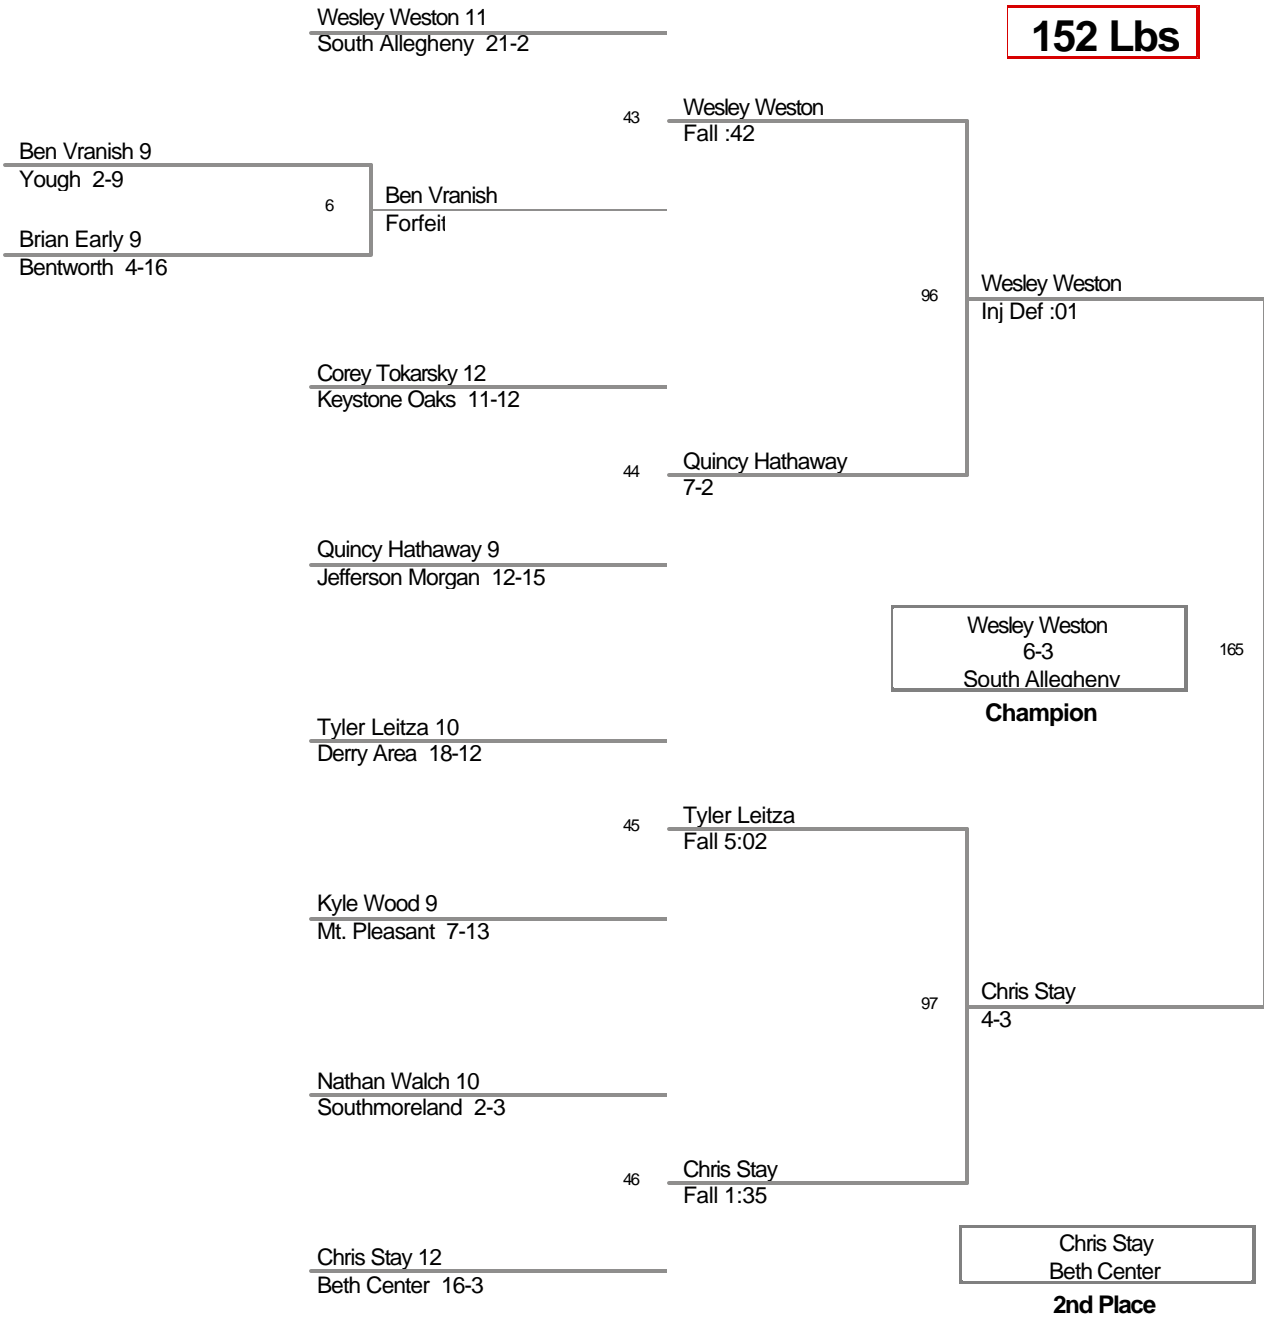 Wesley Weston 11
South Allegheny 21-2
152 Lbs
43
Wesley Weston
Fall :42
Ben Vranish 9
Yough 2-9
6
Ben Vranish
Forfeit
Brian Early 9
Bentworth 4-16
96
Wesley Weston
Inj Def :01
Corey Tokarsky 12
Keystone Oaks 11-12
44
Quincy Hathaway
7-2
Quincy Hathaway 9
Jefferson Morgan 12-15
Wesley Weston
6-3
South Allegheny
165
Champion
Tyler Leitza 10
Derry Area 18-12
45
Tyler Leitza
Fall 5:02
Kyle Wood 9
Mt. Pleasant 7-13
97
Chris Stay
4-3
Nathan Walch 10
Southmoreland 2-3
46
Chris Stay
Fall 1:35
Chris Stay 12
Beth Center 16-3
Chris Stay
Beth Center
2nd Place